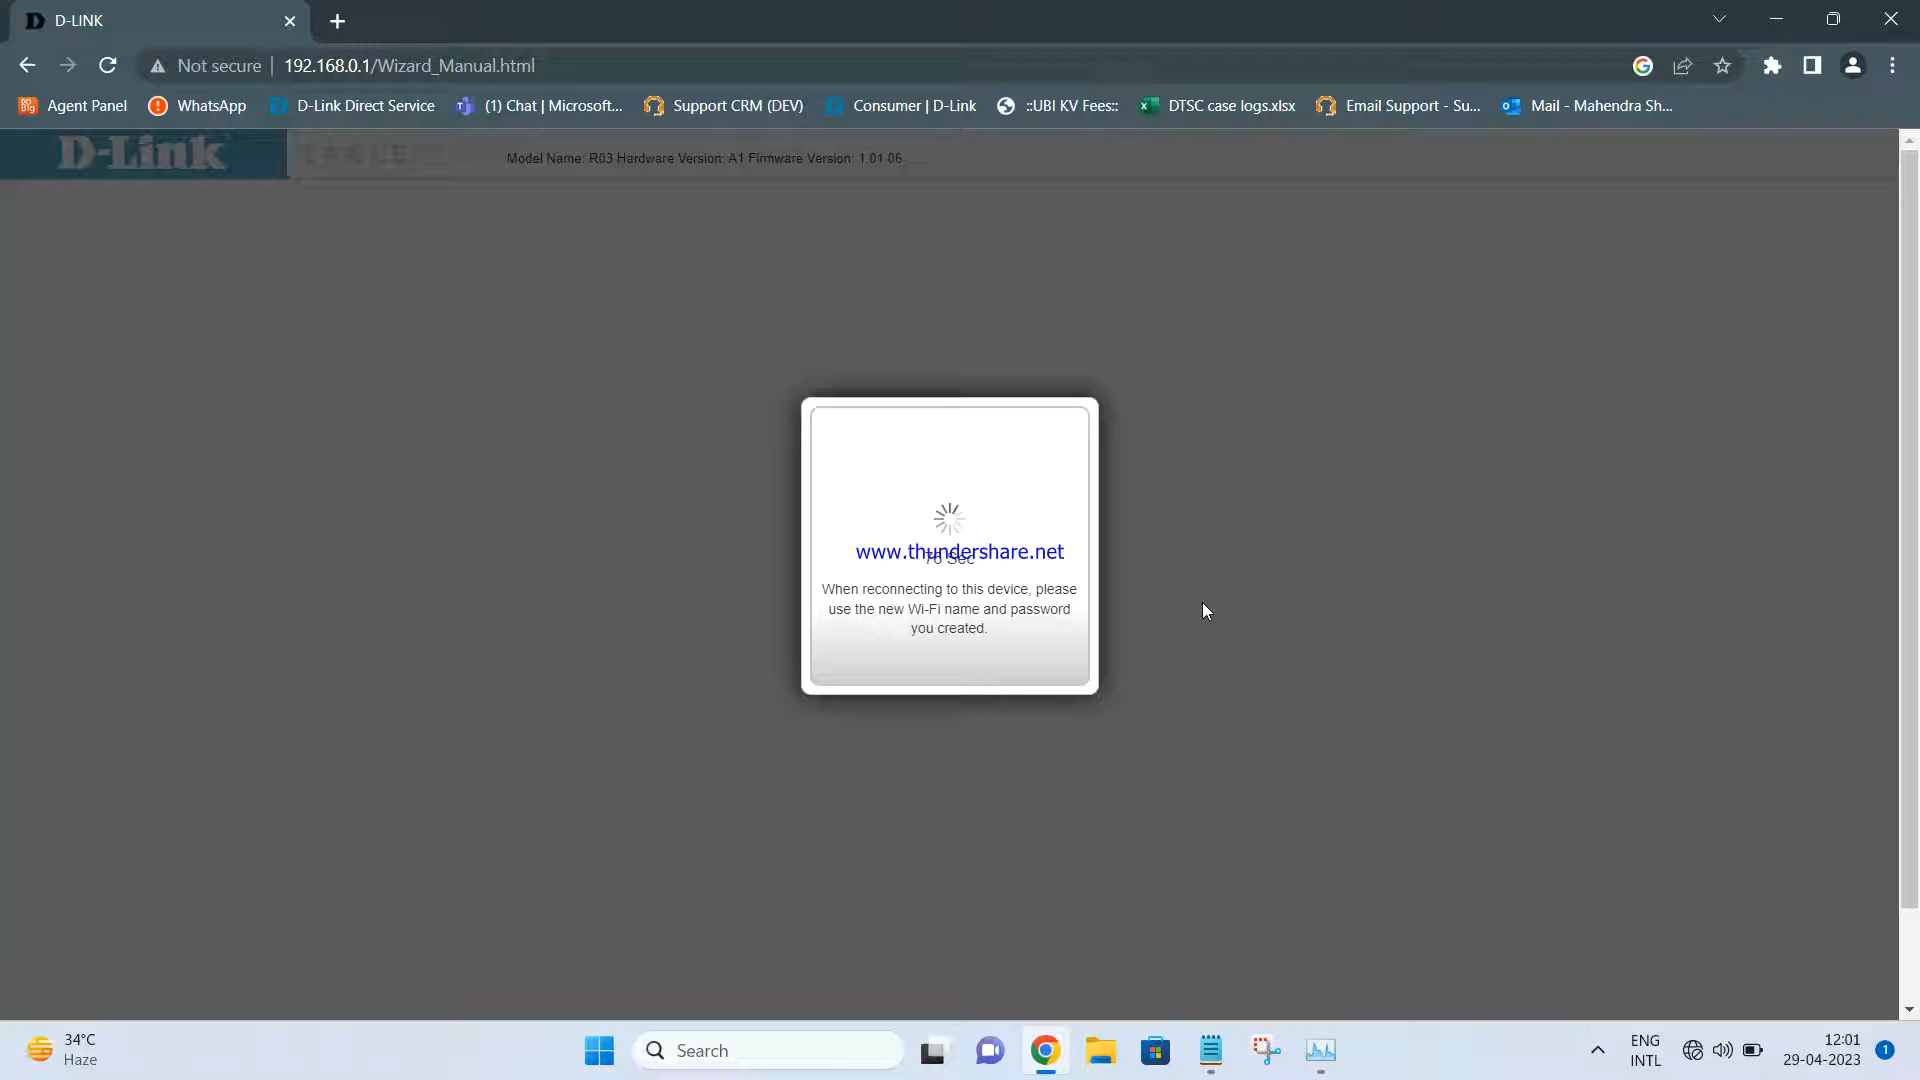 D-LINK
Not secure
192.168.0.1/Wizard_Manual.html
Agent Panel
WhatsApp
D-Link Direct Service
(1) Chat | Microsoft...
Support CRM (DEV)
Consumer | D-Link
::UBI KV Fees::
DTSC case logs.xlsx
Email Support - Su...
Mail - Mahendra Sh...
D-Link
Model Name: R03 Hardware Version: A1 Firmware Version: 1.01.06
www.thundershare.net
76 Sec
When reconnecting to this device, please
use the new Wi-Fi name and password
you created.
34°C
Haze
Search
ENG
INTL
12:01
29-04-2023
1